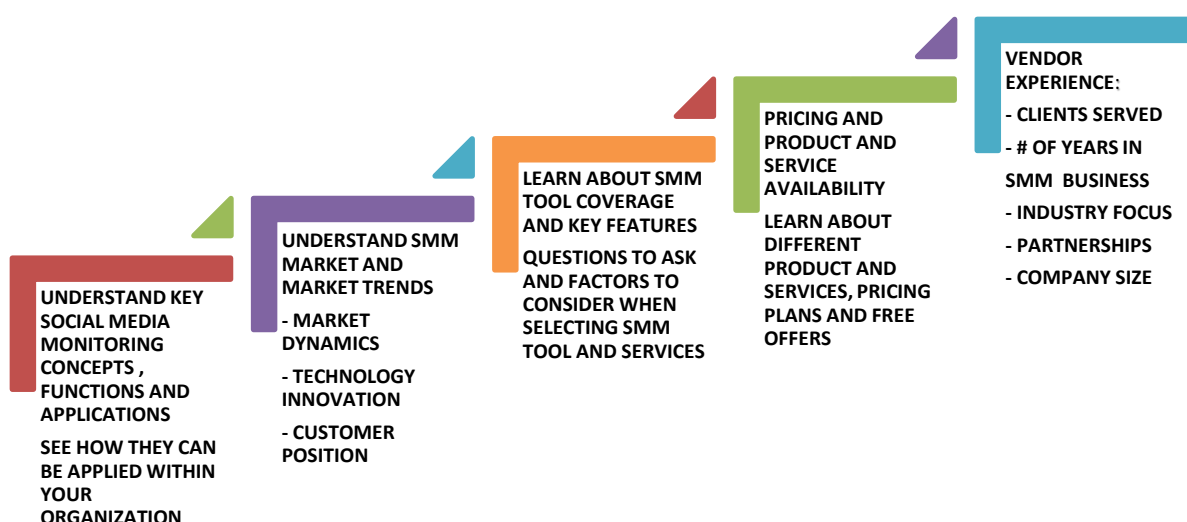 UNDERSTAND KEY
SOCIAL MEDIA
MONITORING
CONCEPTS ,
FUNCTIONS AND
APPLICATIONS
SEE HOW THEY CAN
BE APPLIED WITHIN
YOUR
ORGANIZATION
UNDERSTAND SMM
MARKET AND
MARKET TRENDS
- MARKET
DYNAMICS
- TECHNOLOGY
INNOVATION
- CUSTOMER
POSITION
LEARN ABOUT SMM
TOOL COVERAGE
AND KEY FEATURES
QUESTIONS TO ASK
AND FACTORS TO
CONSIDER WHEN
SELECTING SMM
TOOL AND SERVICES
PRICING AND
PRODUCT AND
SERVICE
AVAILABILITY
LEARN ABOUT
DIFFERENT
PRODUCT AND
SERVICES, PRICING
PLANS AND FREE
OFFERS
VENDOR
EXPERIENCE:
- CLIENTS SERVED
- # OF YEARS IN
SMM BUSINESS
- INDUSTRY FOCUS
- PARTNERSHIPS
- COMPANY SIZE